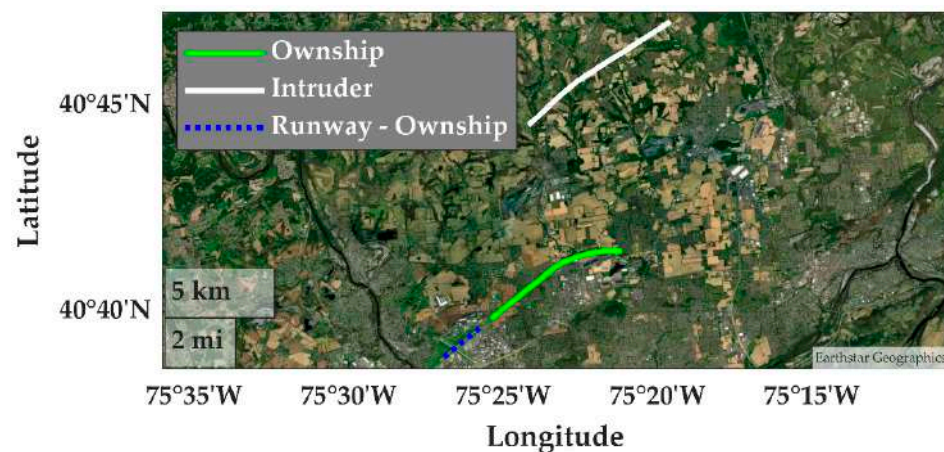 Ownship
Intruder
Runway - Ownship
40°45'N
40°40'N
Latitude
5 km
2 mi
Earthstar Geographics
75°35'W 75°30'W 75°25'W 75°20'W 75°15'W
Longitude